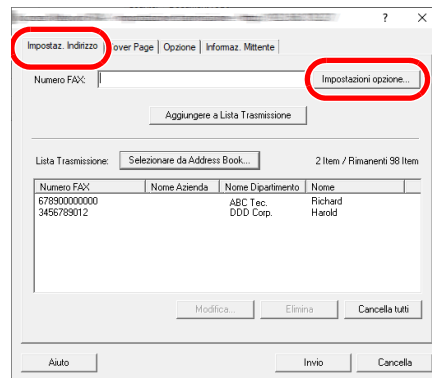 ? ×
Impostaz. Indirizzo over Page Opzione Informaz. Mittente
Numero FAX: Impostazioni opzione...
Aggiungere a Lista Trasmissione
Lista Trasmissione: Selezionare da Address Book... 2 Item / Rimanenti 98 Item
Numero FAX Nome Azienda Nome Dipartimento Nome
678900000000 ABC Tec. Richard
3456789012 DDD Corp. Harold
Modifica... Elimina Cancella tutti
Aiuto Invio Cancella